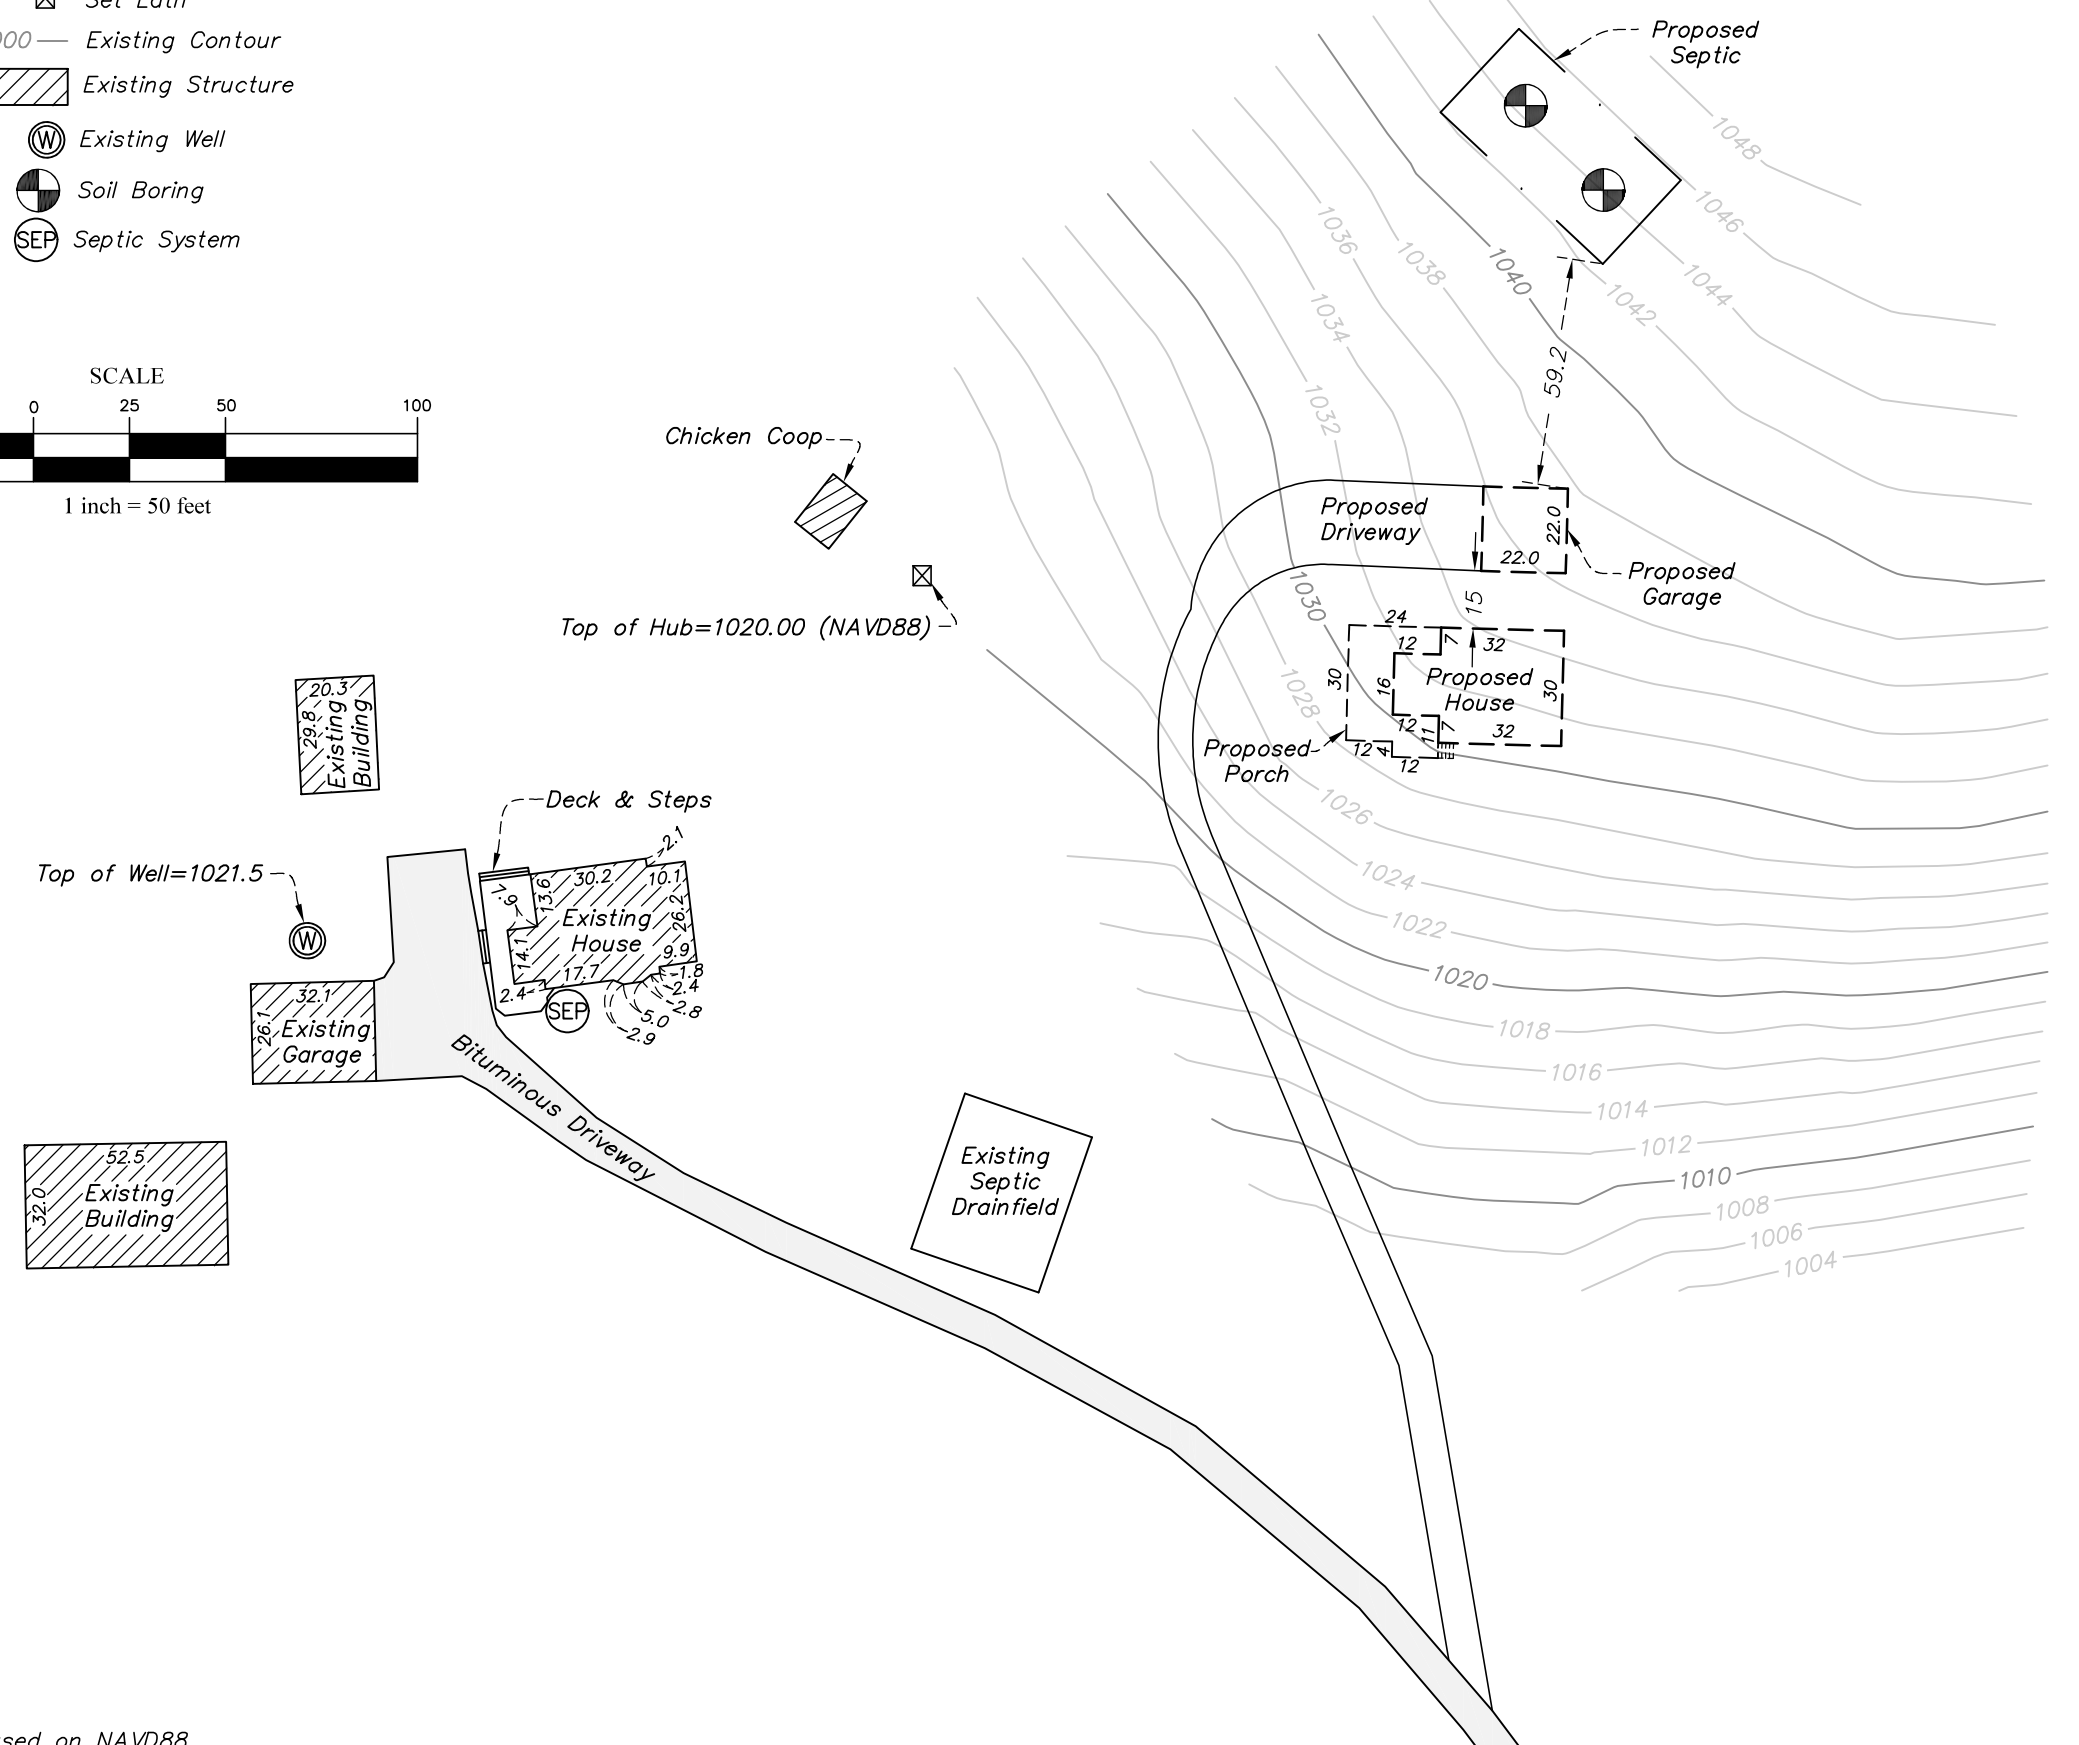 Set Lath
000
Existing Contour
Existing Structure
W
Existing Well
Soil Boring
SEP
Septic System
SCALE
0 25 50 100
1 inch = 50 feet
Proposed
Septic
1048
1046
1044
1042
1040
1038
1036
1034
1032
1030
1028
1026
1024
1022
1020
1018
1016
1014
1012
1010
1008
1006
1004
59.2
Chicken Coop
Top of Hub=1020.00 (NAVD88)
Proposed
Driveway
22.0
22.0
Proposed
Garage
15
24
12
7
32
30
16
Proposed
House
30
12
11
7
32
12
4
12
Proposed
Porch
20.3
29.8
Existing
Building
Deck & Steps
Top of Well=1021.5
W
7.9
13.6
30.2
2.1
10.1
26.2
Existing
House
14.1
17.7
9.9
1.8
2.4
2.8
5.0
2.9
2.4
SEP
32.1
26.1
Existing
Garage
Bituminous Driveway
52.5
32.0
Existing
Building
Existing
Septic
Drainfield
sed on NAVD88